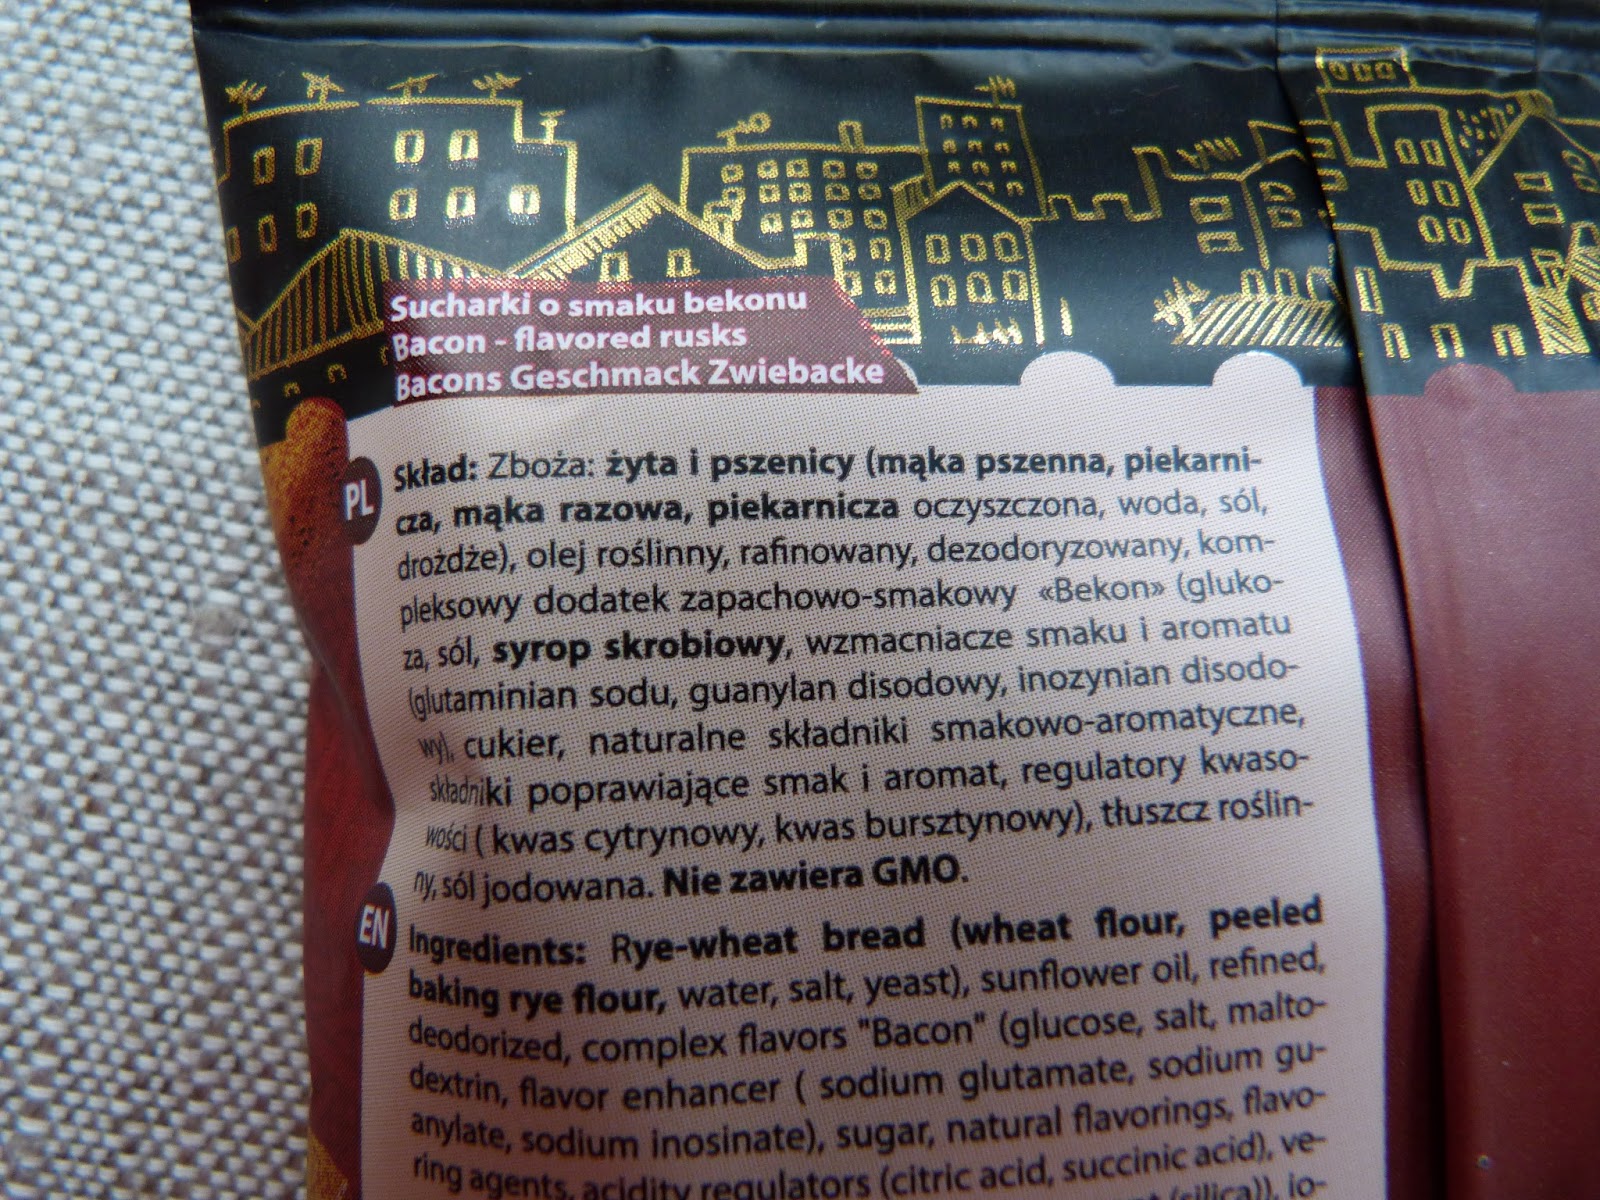 Sucharki o smaku bekonu
Bacon - flavored rusks
Bacons Geschmack Zwiebacke
PL
Skład: Zboża: żyta i pszenicy (mąka pszenna, piekarni-
cza, mąka razowa, piekarnicza oczyszczona, woda, sól,
drożdże), olej roślinny, rafinowany, dezodoryzowany, kom-
pleksowy dodatek zapachowo-smakowy «Bekon» (gluko-
za, sól, syrop skrobiowy, wzmacniacze smaku i aromatu
(glutaminian sodu, guanylan disodowy, inozynian disodo-
wy), cukier, naturalne składniki smakowo-aromatyczne,
składniki poprawiające smak i aromat, regulatory kwaso-
wości ( kwas cytrynowy, kwas bursztynowy), tłuszcz roślin-
ny, sól jodowana. Nie zawiera GMO.
EN
Ingredients: Rye-wheat bread (wheat flour, peeled
baking rye flour, water, salt, yeast), sunflower oil, refined,
deodorized, complex flavors "Bacon" (glucose, salt, malto-
dextrin, flavor enhancer ( sodium glutamate, sodium gu-
anylate, sodium inosinate), sugar, natural flavorings, flavo-
ring agents, acidity regulators (citric acid, succinic acid), ve-
(silica)), io-